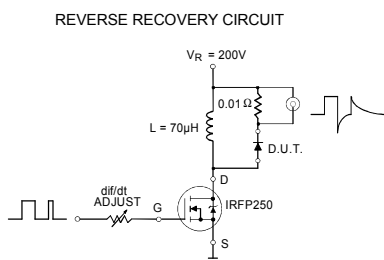 REVERSE RECOVERY CIRCUIT
V_R = 200V
0.01 Ω
L = 70μH
D.U.T.
D
dif/dt
ADJUST
G
IRFP250
S